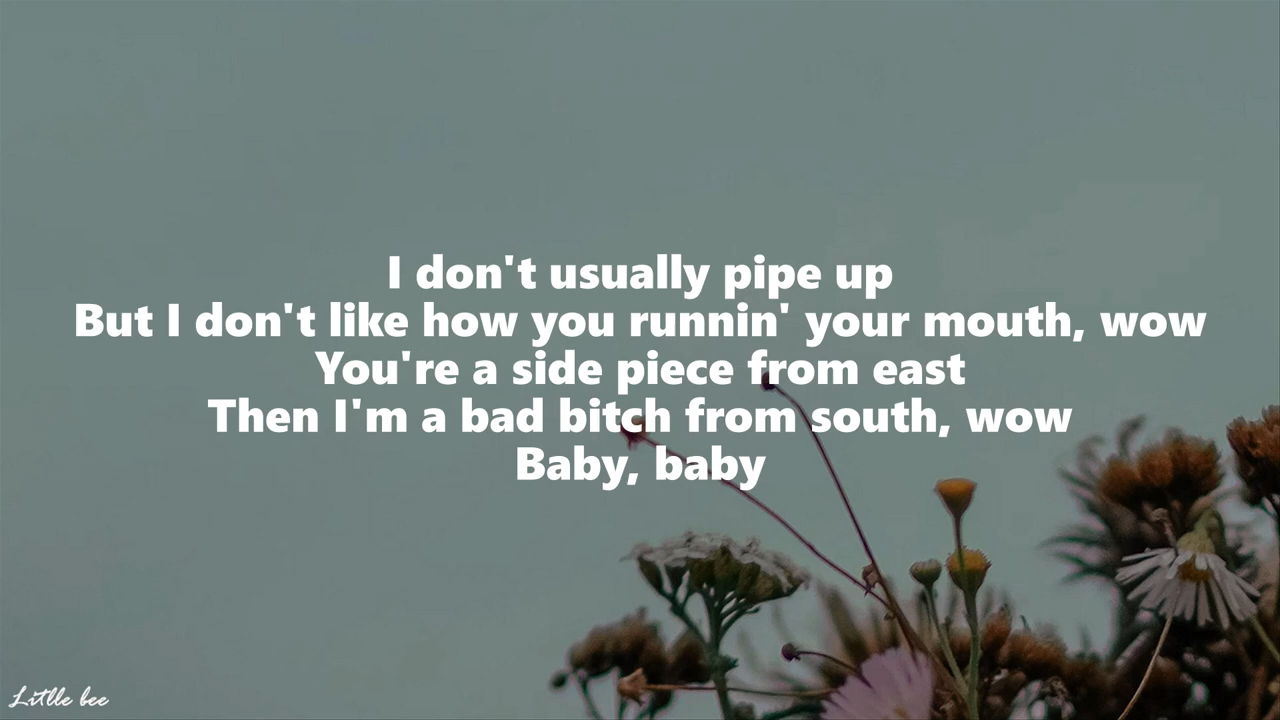 I don't usually pipe up
But I don't like how you runnin' your mouth, wow
You're a side piece from east
Then I'm a bad bitch from south, wow
Baby, baby
Litlle bee